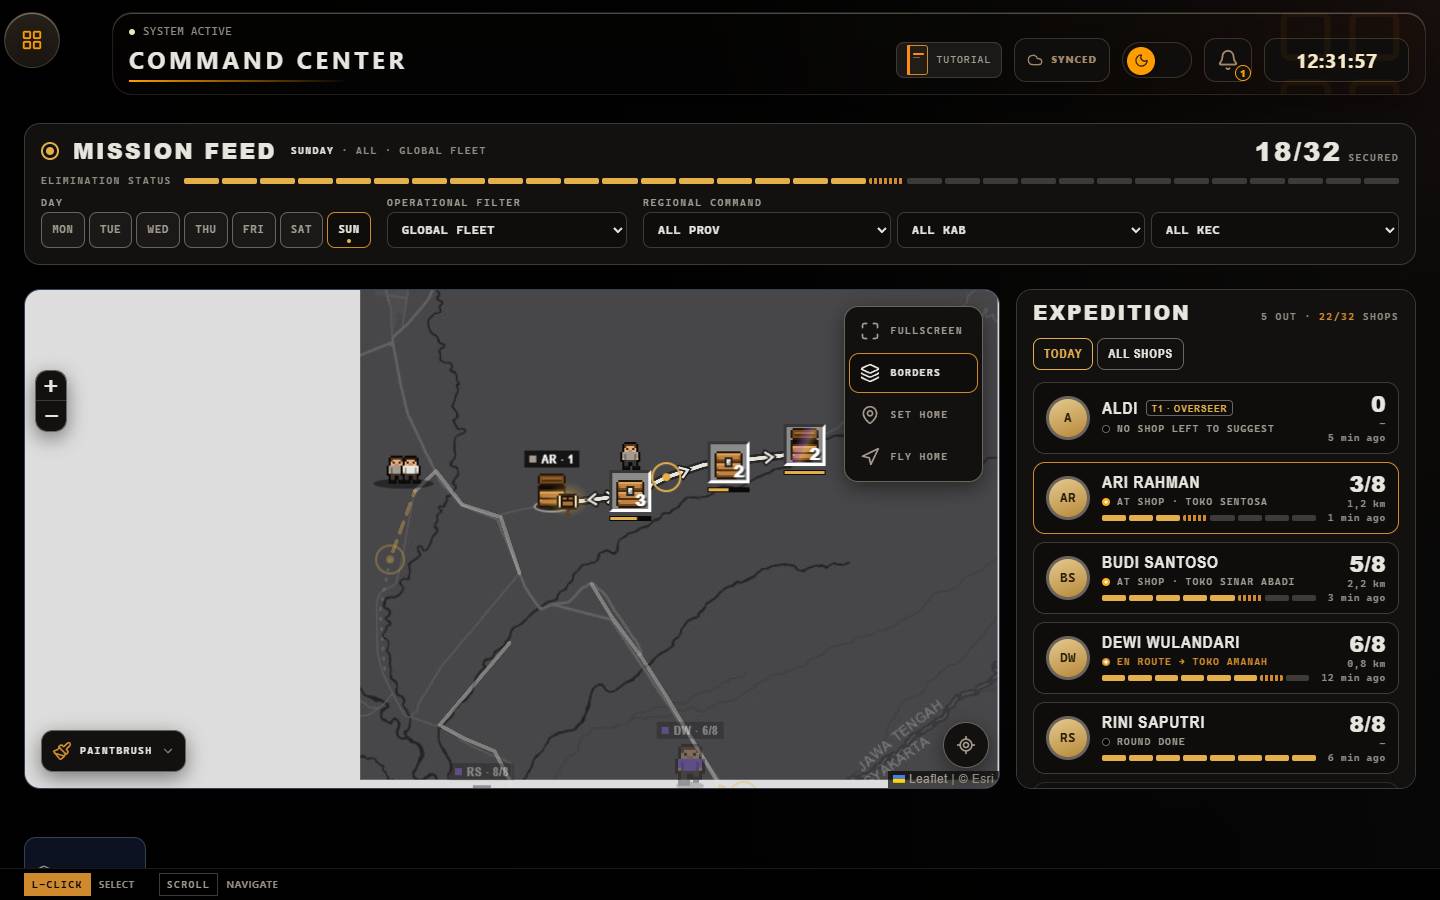 SYSTEM ACTIVE
COMMAND CENTER
TUTORIAL
SYNCED
1
12:31:57
MISSION FEED
SUNDAY · ALL · GLOBAL FLEET
18/32 SECURED
ELIMINATION STATUS
DAY
OPERATIONAL FILTER
REGIONAL COMMAND
MON
TUE
WED
THU
FRI
SAT
SUN
GLOBAL FLEET
ALL PROV
ALL KAB
ALL KEC
+
−
FULLSCREEN
BORDERS
SET HOME
FLY HOME
AR · 1
3
2
2
DW · 6/8
RS · 8/8
JAWA TENGAH
YAKARTA
PAINTBRUSH
Leaflet | © Esri
EXPEDITION
5 OUT · 22/32 SHOPS
TODAY
ALL SHOPS
A
ALDI
T1 · OVERSEER
0
NO SHOP LEFT TO SUGGEST
–
5 min ago
AR
ARI RAHMAN
3/8
AT SHOP · TOKO SENTOSA
1,2 km
1 min ago
BS
BUDI SANTOSO
5/8
AT SHOP · TOKO SINAR ABADI
2,2 km
3 min ago
DW
DEWI WULANDARI
6/8
EN ROUTE → TOKO AMANAH
0,8 km
12 min ago
RS
RINI SAPUTRI
8/8
ROUND DONE
–
6 min ago
L-CLICK
SELECT
SCROLL
NAVIGATE